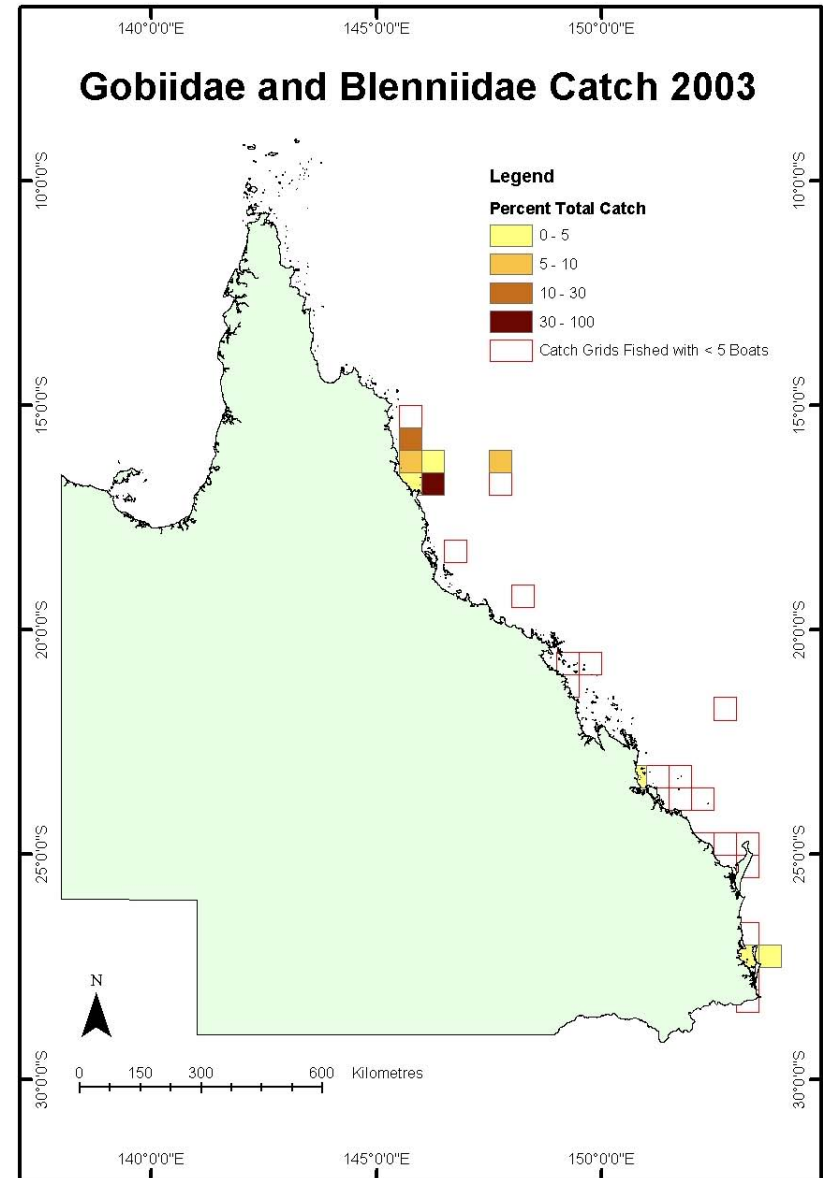 140°0'0"E 145°0'0"E 150°0'0"E
Gobiidae and Blenniidae Catch 2003
10°0'0"S 10°0'0"S
Legend
Percent Total Catch
0 - 5
5 - 10
10 - 30
30 - 100
Catch Grids Fished with < 5 Boats
15°0'0"S 15°0'0"S
20°0'0"S 20°0'0"S
25°0'0"S 25°0'0"S
N
0 150 300 600 Kilometres
30°0'0"S 30°0'0"S
140°0'0"E 145°0'0"E 150°0'0"E